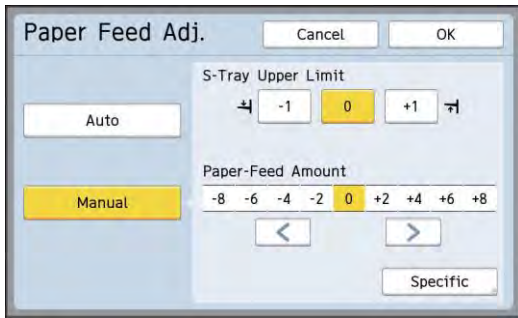 Paper Feed Adj.
Cancel
OK
S-Tray Upper Limit
-1 0 +1
Auto
Paper-Feed Amount
Manual
-8 -6 -4 -2 0 +2 +4 +6 +8
< >
Specific